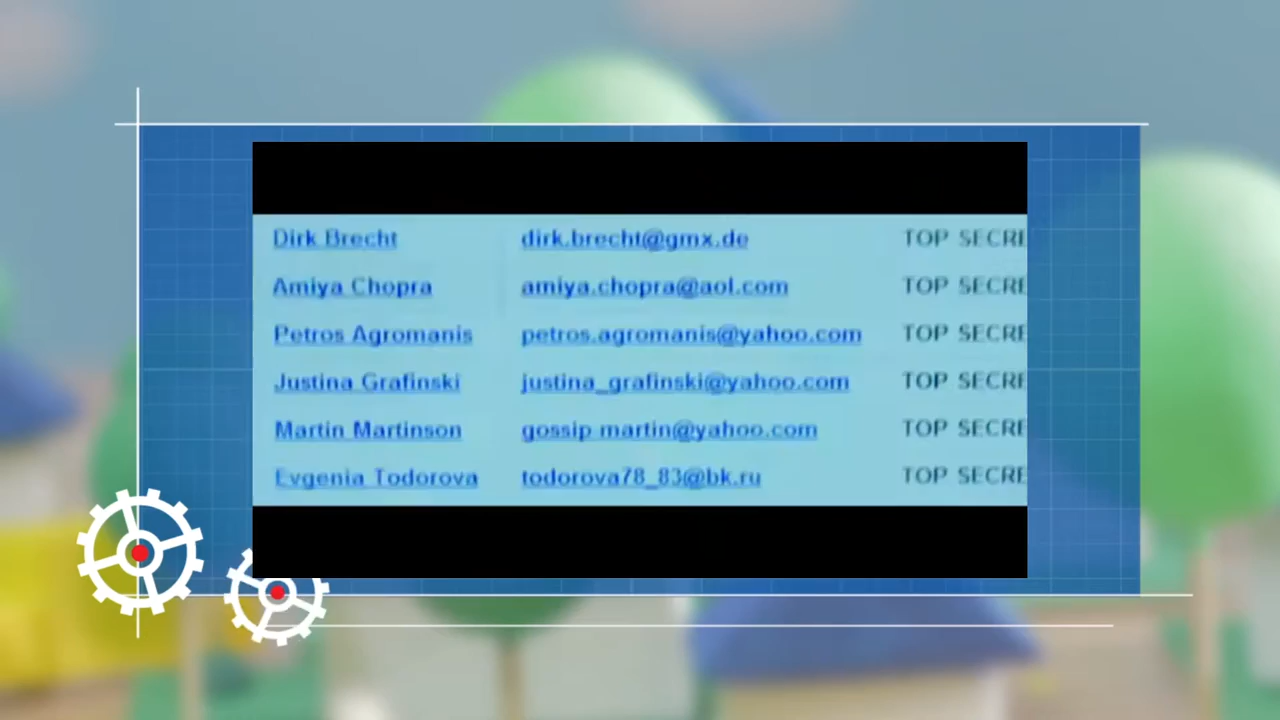 Dirk Brecht dirk.brecht@gmx.de TOP SECRE
Amiya Chopra amiya.chopra@aol.com TOP SECRE
Petros Agromanis petros.agromanis@yahoo.com TOP SECRE
Justina Grafinski justina_grafinski@yahoo.com TOP SECRE
Martin Martinson gossip martin@yahoo.com TOP SECRE
Evgenia Todorova todorova78_83@bk.ru TOP SECRE